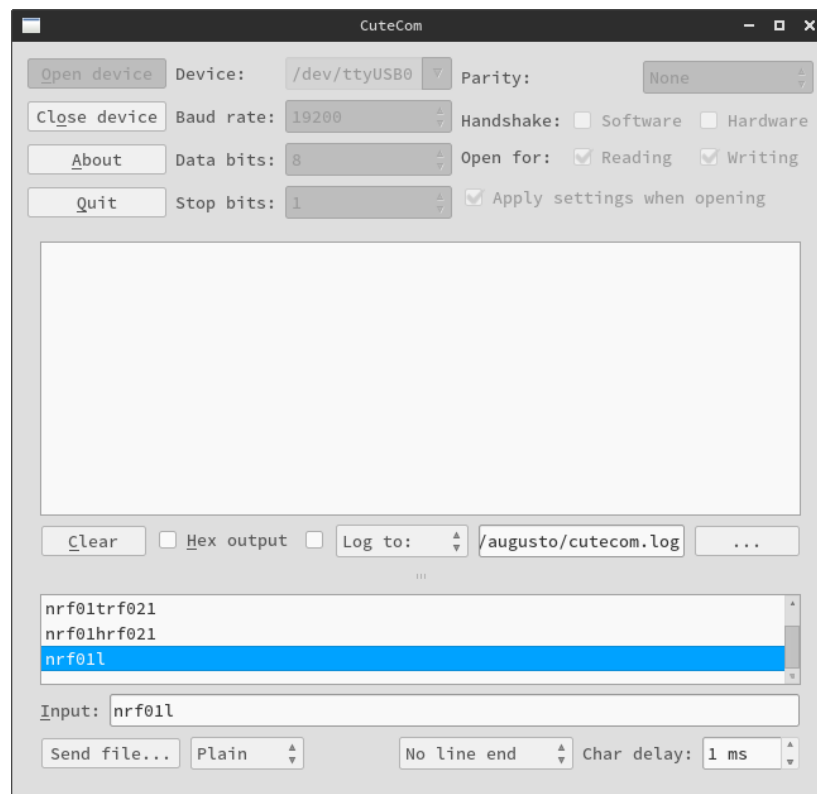 CuteCom
Open device Device: /dev/ttyUSB0 Parity: None
Close device Baud rate: 19200 Handshake: Software Hardware
About Data bits: 8 Open for: Reading Writing
Quit Stop bits: 1 Apply settings when opening
Clear Hex output Log to: /augusto/cutecom.log ...
nrf01trf021
nrf01hrf021
nrf01l
Input: nrf01l
Send file... Plain No line end Char delay: 1 ms